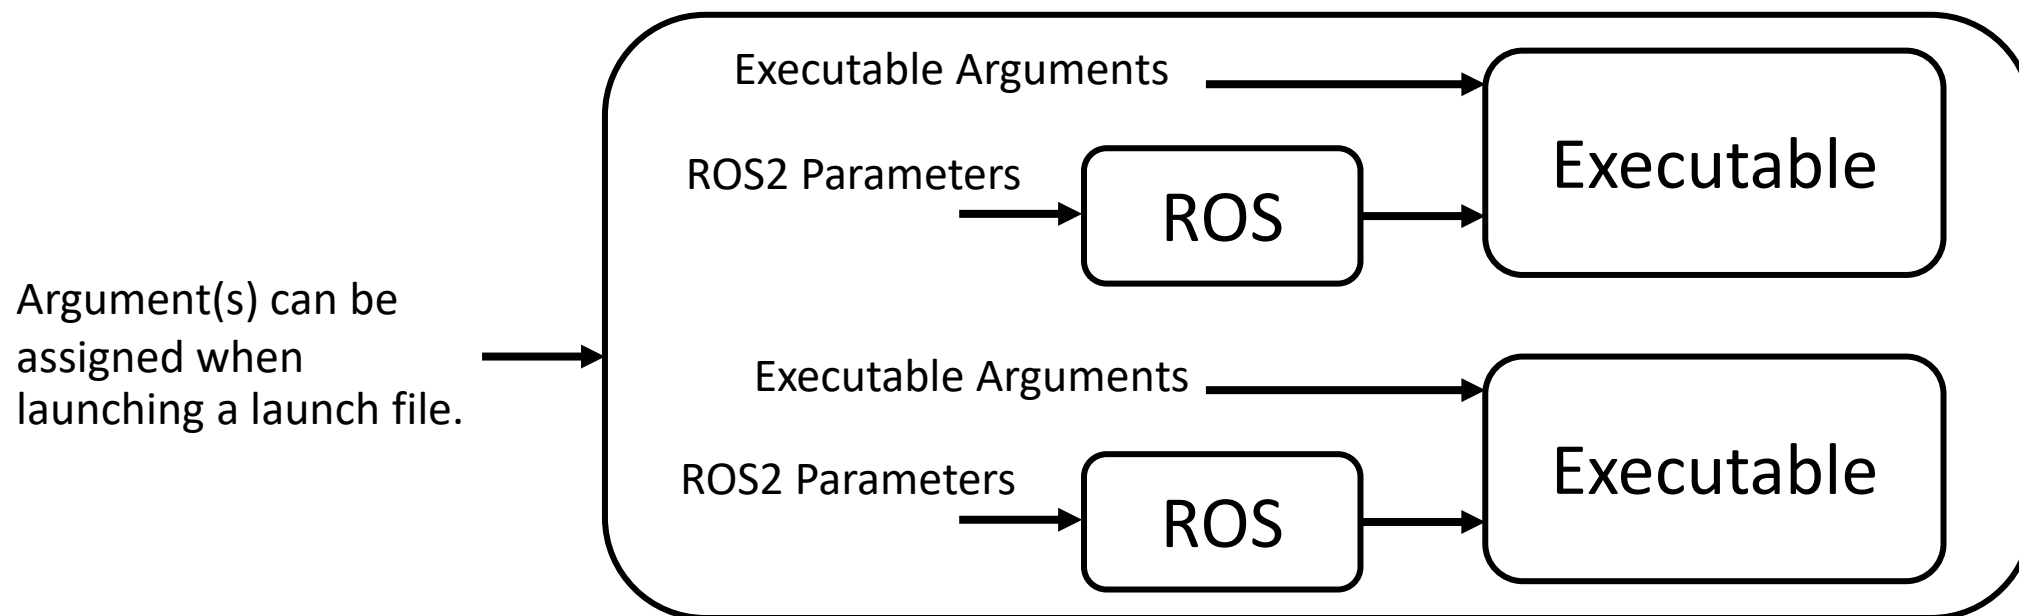 Executable Arguments
ROS2 Parameters
ROS
Executable
Argument(s) can be
assigned when
launching a launch file.
Executable Arguments
ROS2 Parameters
ROS
Executable